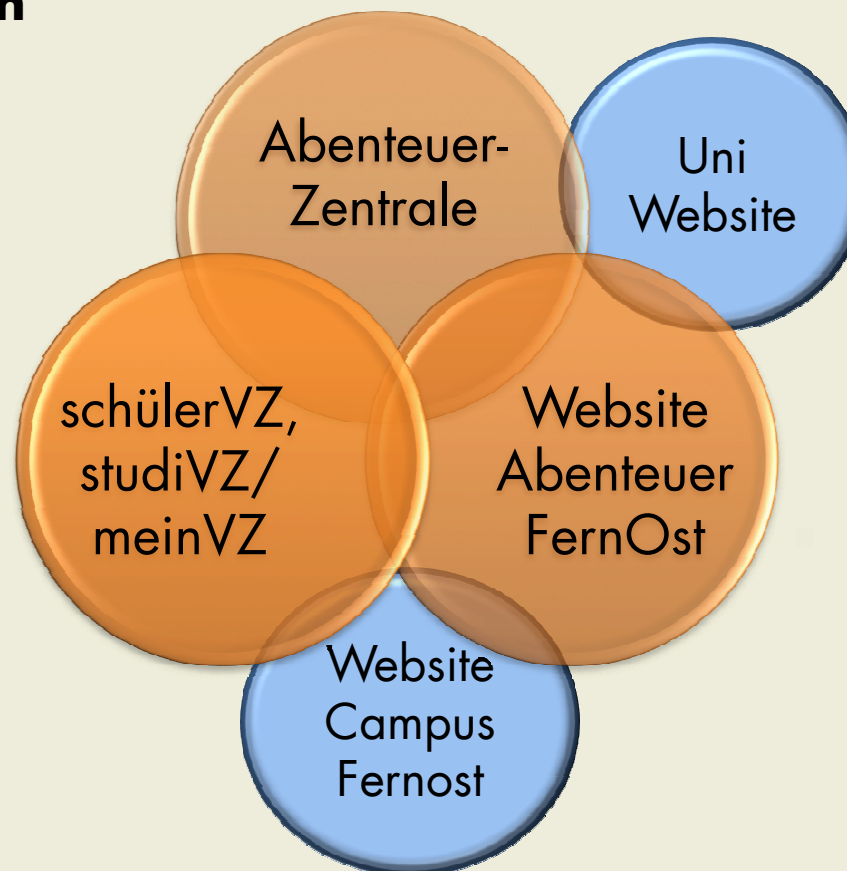 Abenteuer-
Zentrale
Uni
Website
schülerVZ,
studiVZ/
meinVZ
Website
Abenteuer
FernOst
Website
Campus
Fernost